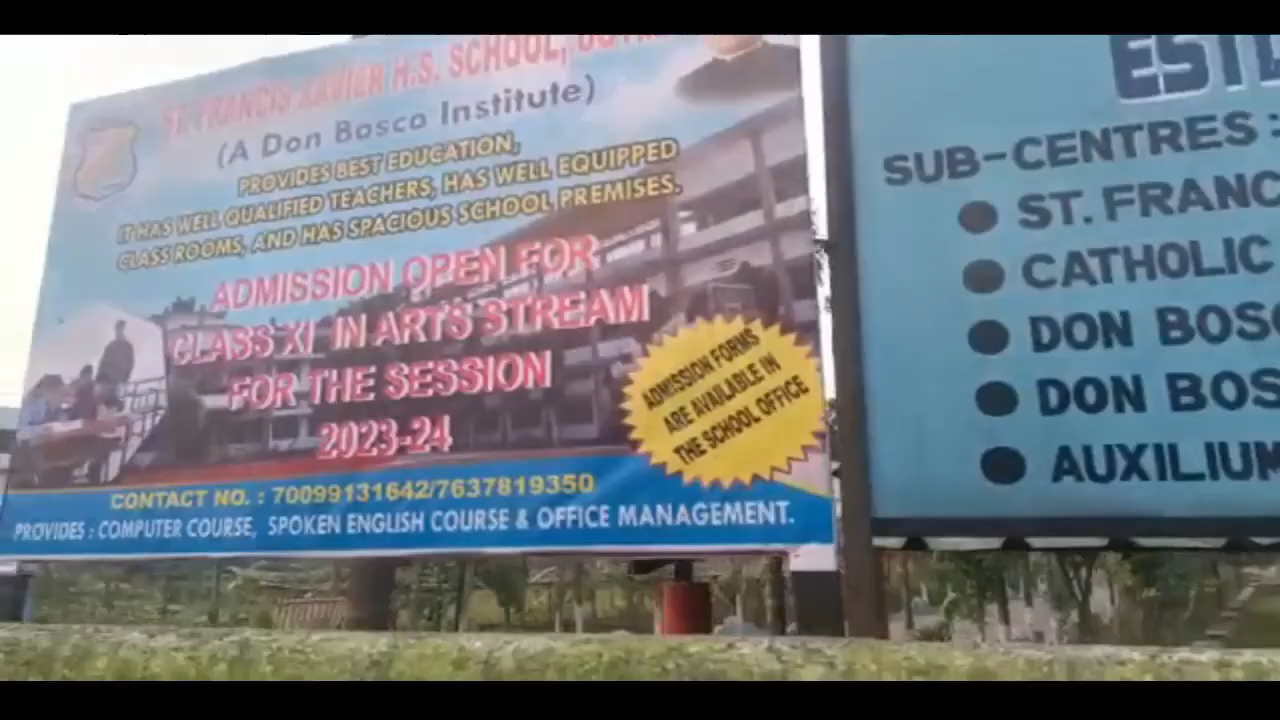 ST. FRANCIS XAVIER H.S. SCHOOL,
(A Don Bosco Institute)
PROVIDES BEST EDUCATION,
IT HAS WELL QUALIFIED TEACHERS, HAS WELL EQUIPPED
CLASS ROOMS, AND HAS SPACIOUS SCHOOL PREMISES.
ADMISSION OPEN FOR
CLASS XI IN ARTS STREAM
FOR THE SESSION
2023-24
ADMISSION FORMS
ARE AVAILABLE IN
THE SCHOOL OFFICE
CONTACT NO. : 70099131642/7637819350
PROVIDES : COMPUTER COURSE, SPOKEN ENGLISH COURSE & OFFICE MANAGEMENT.
SUB-CENTRES :
ST. FRANC
CATHOLIC
DON BOSC
DON BOS
AUXILIUM